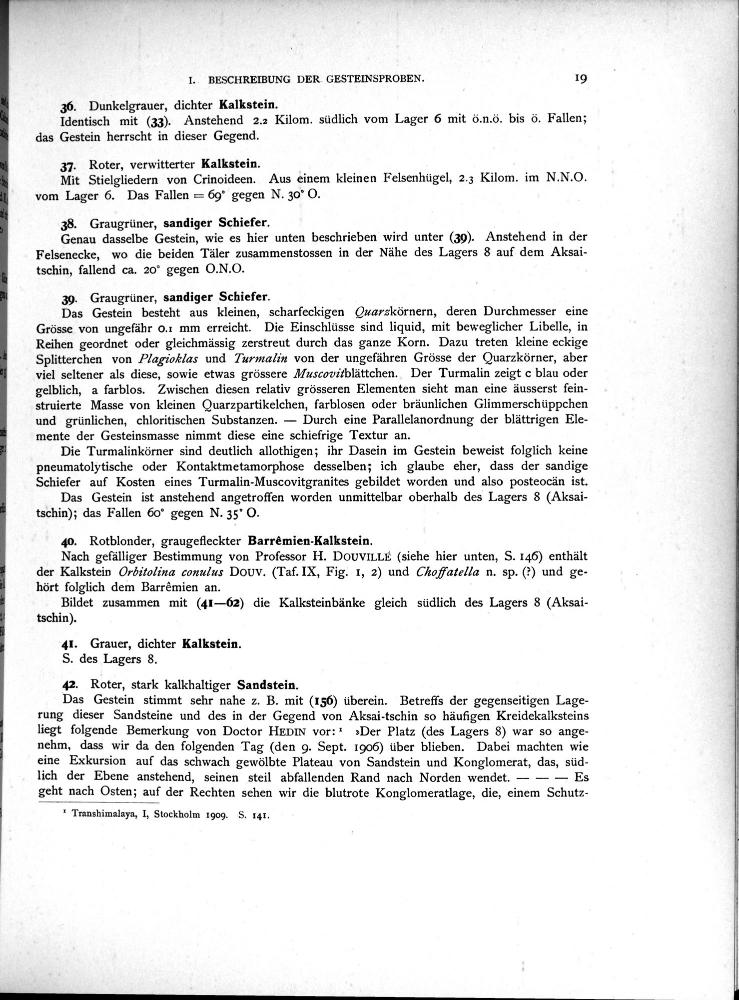 I. BESCHREIBUNG DER GESTEINSPROBEN. 19
36. Dunkelgrauer, dichter Kalkstein.
Identisch mit (33). Anstehend 2.2 Kilom. südlich vom Lager 6 mit ö.n.ö. bis ö. Fallen;
das Gestein herrscht in dieser Gegend.
37. Roter, verwitterter Kalkstein.
Mit Stielgliedern von Crinoideen. Aus einem kleinen Felsenhügel, 2.3 Kilom. im N.N.O.
vom Lager 6. Das Fallen = 69° gegen N. 30° O.
38. Graugrüner, sandiger Schiefer.
Genau dasselbe Gestein, wie es hier unten beschrieben wird unter (39). Anstehend in der
Felsenecke, wo die beiden Täler zusammenstossen in der Nähe des Lagers 8 auf dem Aksai-
tschin, fallend ca. 20° gegen O.N.O.
39. Graugrüner, sandiger Schiefer.
Das Gestein besteht aus kleinen, scharfeckigen Quarzkörnern, deren Durchmesser eine
Grösse von ungefähr 0.1 mm erreicht. Die Einschlüsse sind liquid, mit beweglicher Libelle, in
Reihen geordnet oder gleichmässig zerstreut durch das ganze Korn. Dazu treten kleine eckige
Splitterchen von Plagioklas und Turmalin von der ungefähren Grösse der Quarzkörner, aber
viel seltener als diese, sowie etwas grössere Muscovitblättchen. Der Turmalin zeigt c blau oder
gelblich, a farblos. Zwischen diesen relativ grösseren Elementen sieht man eine äusserst fein-
struierte Masse von kleinen Quarzpartikelchen, farblosen oder bräunlichen Glimmerschüppchen
und grünlichen, chloritischen Substanzen. — Durch eine Parallelanordnung der blättrigen Ele-
mente der Gesteinsmasse nimmt diese eine schiefrige Textur an.
Die Turmalinkörner sind deutlich allothigen; ihr Dasein im Gestein beweist folglich keine
pneumatolytische oder Kontaktmetamorphose desselben; ich glaube eher, dass der sandige
Schiefer auf Kosten eines Turmalin-Muscovitgranites gebildet worden und also posteocän ist.
Das Gestein ist anstehend angetroffen worden unmittelbar oberhalb des Lagers 8 (Aksai-
tschin); das Fallen 60° gegen N. 35° O.
40. Rotblonder, graugefleckter Barrêmien-Kalkstein.
Nach gefälliger Bestimmung von Professor H. DOUVILLÉ (siehe hier unten, S. 146) enthält
der Kalkstein Orbitolina conulus DOUV. (Taf. IX, Fig. 1, 2) und Choffatella n. sp. (?) und ge-
hört folglich dem Barrêmien an.
Bildet zusammen mit (41—62) die Kalksteinbänke gleich südlich des Lagers 8 (Aksai-
tschin).
41. Grauer, dichter Kalkstein.
S. des Lagers 8.
42. Roter, stark kalkhaltiger Sandstein.
Das Gestein stimmt sehr nahe z. B. mit (156) überein. Betreffs der gegenseitigen Lage-
rung dieser Sandsteine und des in der Gegend von Aksai-tschin so häufigen Kreidekalksteins
liegt folgende Bemerkung von Doctor HEDIN vor: ¹ »Der Platz (des Lagers 8) war so ange-
nehm, dass wir da den folgenden Tag (den 9. Sept. 1906) über blieben. Dabei machten wie
eine Exkursion auf das schwach gewölbte Plateau von Sandstein und Konglomerat, das, süd-
lich der Ebene anstehend, seinen steil abfallenden Rand nach Norden wendet. — — — Es
geht nach Osten; auf der Rechten sehen wir die blutrote Konglomeratlage, die, einem Schutz-
¹ Transhimalaya, I, Stockholm 1909. S. 141.